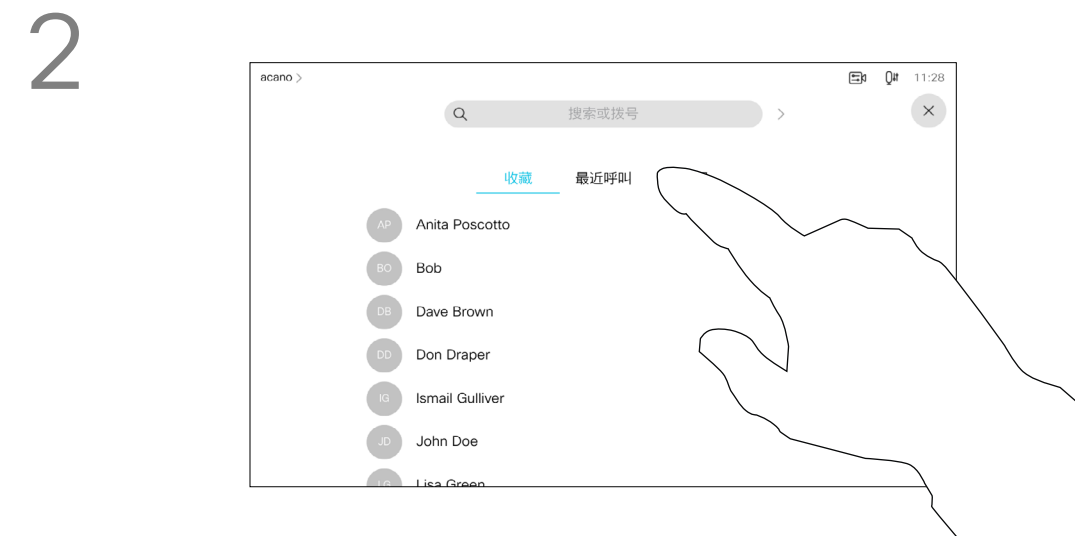 2
acano >
11:28
搜索或拨号
收藏 最近呼叫
AP Anita Poscotto
BO Bob
DB Dave Brown
DD Don Draper
IG Ismail Gulliver
JD John Doe
LG Lisa Green